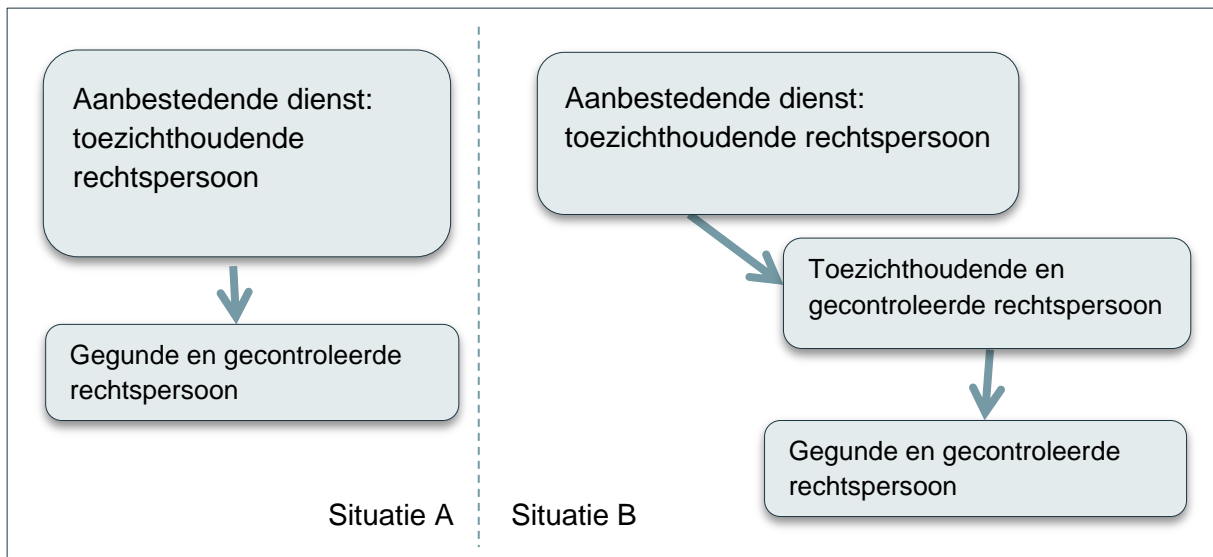 Aanbestedende dienst:
toezichthoudende
rechtspersoon
Gegunde en gecontroleerde
rechtspersoon
Situatie A
Aanbestedende dienst:
toezichthoudende rechtspersoon
Toezichthoudende en
gecontroleerde rechtspersoon
Gegunde en gecontroleerde
rechtspersoon
Situatie B